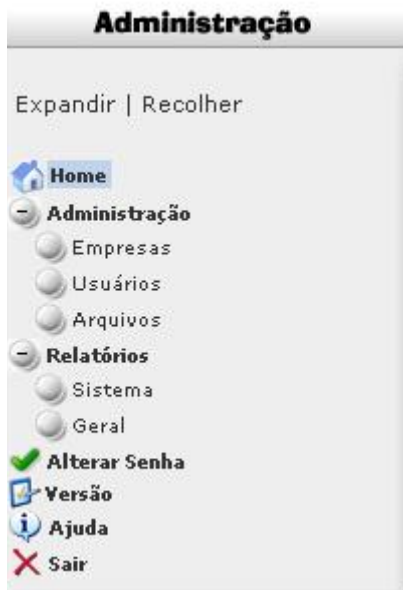 Administração
Expandir | Recolher
Home
Administração
Empresas
Usuários
Arquivos
Relatórios
Sistema
Geral
Alterar Senha
Versão
Ajuda
Sair